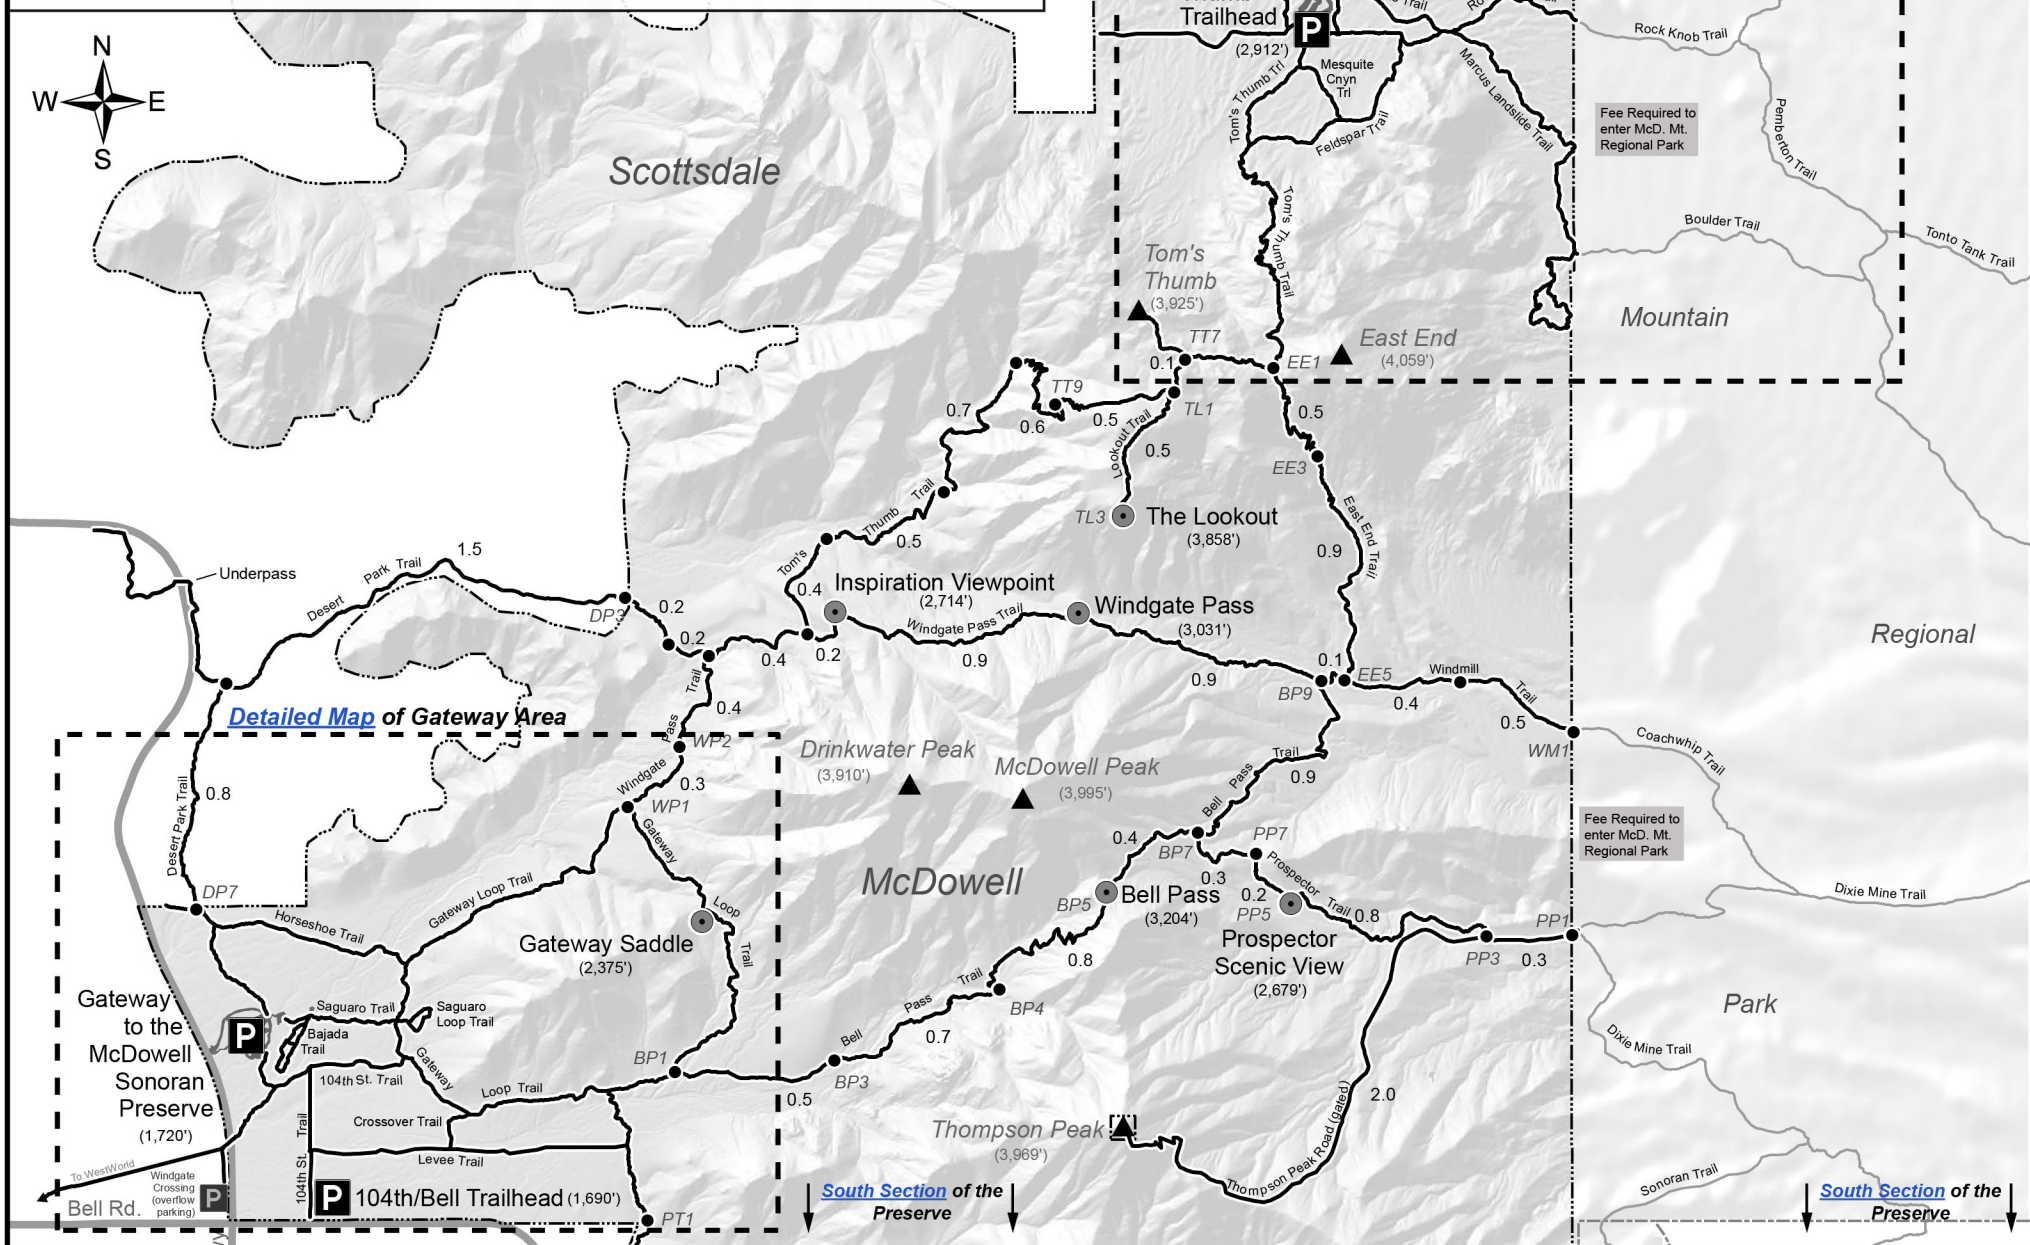 Trailhead
P
(2,912')
Trail
Rock Knob Trail
N
W
E
S
Mesquite
Cnyn
Trl
Tom's Thumb Trl
Marcus Landslide Trail
Feldspar Trail
Fee Required to
enter McD. Mt.
Regional Park
Pemberton Trail
Scottsdale
Boulder Trail
Tonto Tank Trail
Tom's Thumb Trail
Tom's
Thumb
(3,925')
Mountain
TT7
EE1
East End
(4,059')
0.1
TT9
TL1
0.7
0.6
0.5
0.5
Lookout Trail
0.5
EE3
TL3
The Lookout
(3,858')
East End Trail
0.9
Tom's
Thumb
Trail
0.5
0.4
Underpass
Desert
Park Trail
1.5
DP3
0.2
0.2
Inspiration Viewpoint
(2,714')
Windgate Pass Trail
0.9
Windgate Pass
(3,031')
0.4
0.2
0.9
0.1
BP9
EE5
Windmill
Trail
0.4
0.5
WM1
Regional
Coachwhip Trail
Detailed Map of Gateway Area
Windgate
Pass
Trail
0.4
WP2
0.3
WP1
Drinkwater Peak
(3,910')
McDowell Peak
(3,995')
Bell
Pass
Trail
0.9
Desert Park Trail
0.8
DP7
Horseshoe Trail
Gateway Loop Trail
Gateway
Loop
Trail
Gateway Saddle
(2,375')
McDowell
0.4
BP7
PP7
0.3
BP5
Bell Pass
(3,204')
0.2
PP5
Prospector
Trail
0.8
Prospector
Scenic View
(2,679')
Fee Required to
enter McD. Mt.
Regional Park
Dixie Mine Trail
PP1
PP3
0.3
0.8
BP4
Bell
Pass
Trail
0.7
BP3
Park
Dixie Mine Trail
Gateway
to the
McDowell
Sonoran
Preserve
(1,720')
P
Saguaro Trail
Saguaro
Loop Trail
Bajada
Trail
104th St. Trail
Gateway
Loop Trail
BP1
0.5
Crossover Trail
Levee Trail
104th St. Trail
To WestWorld
Windgate
Crossing
(overflow
parking)
P
Bell Rd.
P
104th/Bell Trailhead (1,690')
PT1
Thompson Peak
(3,969')
Thompson Peak Road (gated)
2.0
South Section of the
Preserve
Sonoran Trail
South Section of the
Preserve